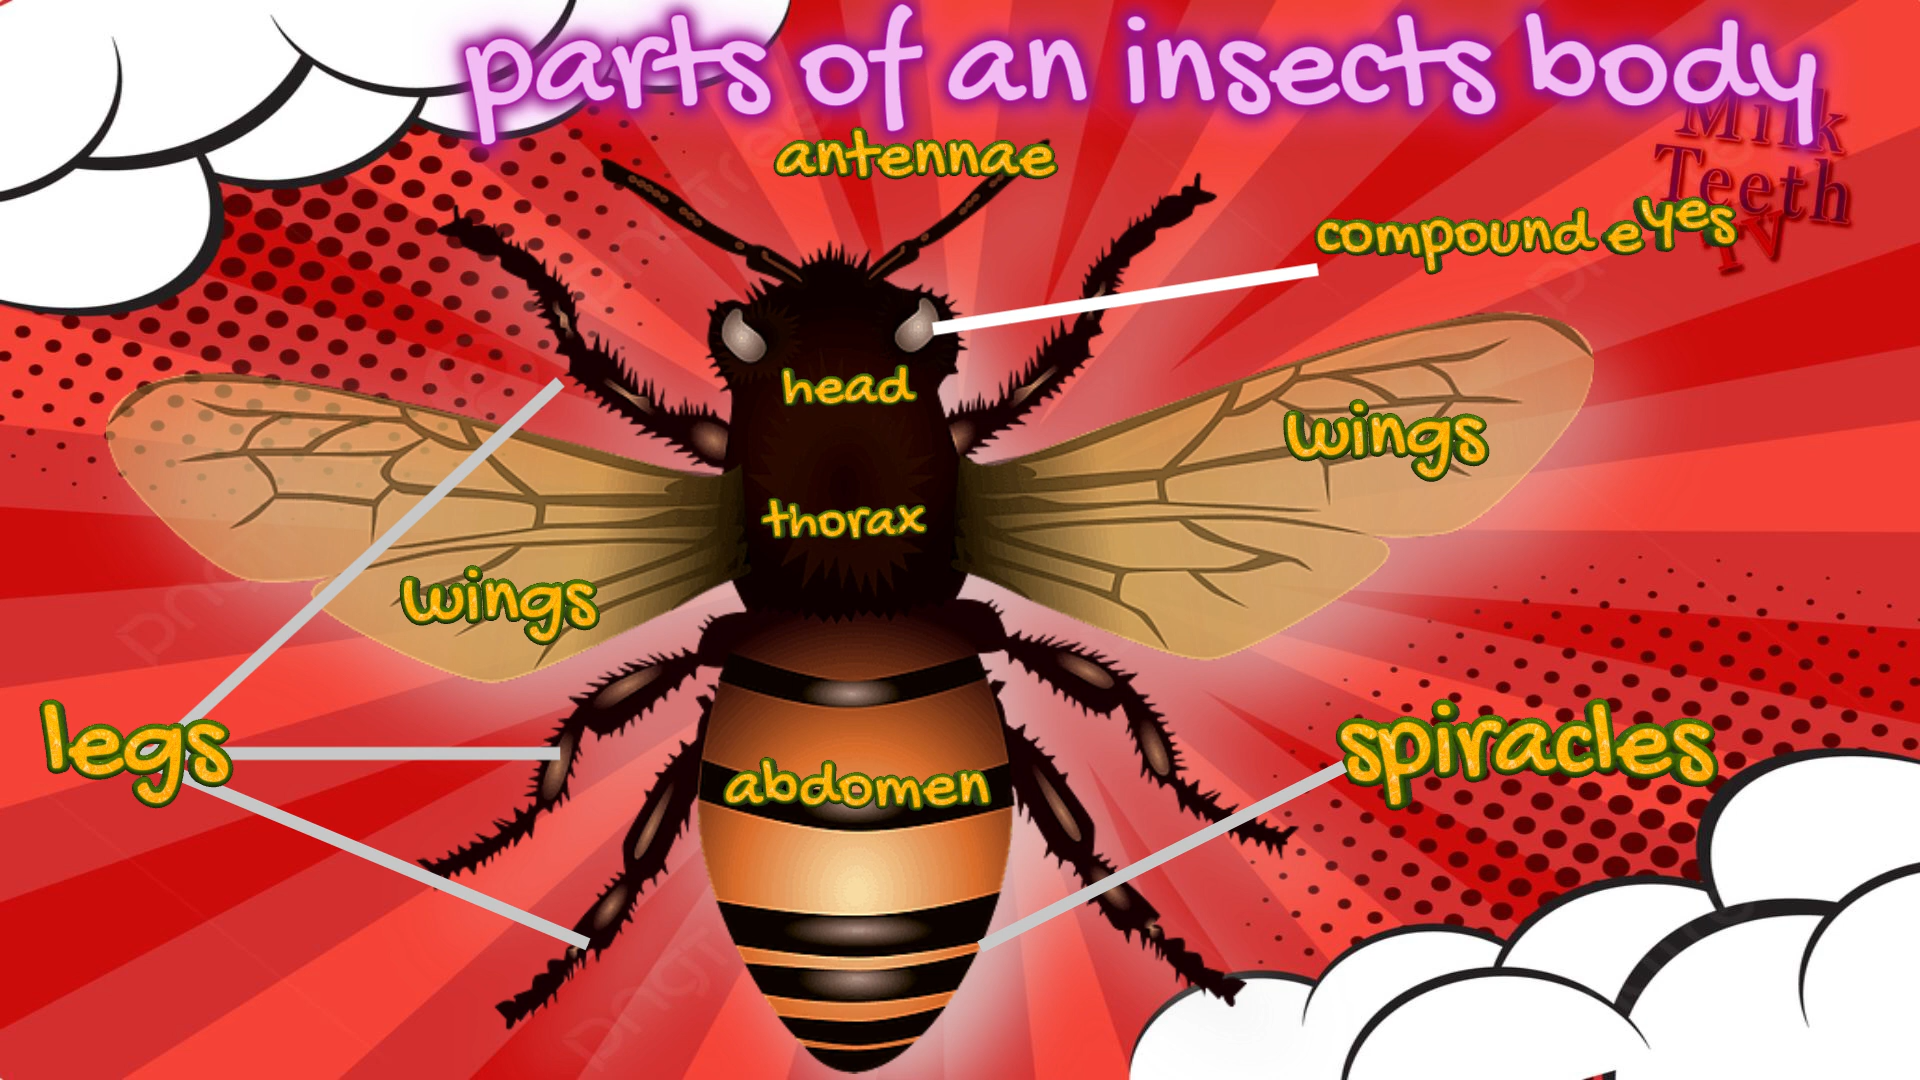 parts of an insects body
Milk
Teeth
TV
antennae
compound eyes
head
wings
thorax
wings
legs
spiracles
abdomen